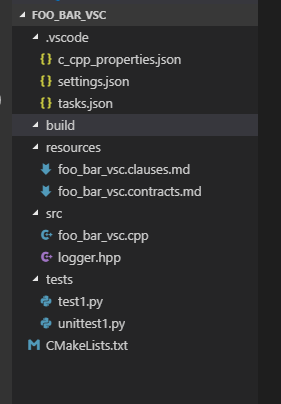 FOO_BAR_VSC
.vscode
{} c_cpp_properties.json
{} settings.json
{} tasks.json
build
resources
foo_bar_vsc.clauses.md
foo_bar_vsc.contracts.md
src
C++ foo_bar_vsc.cpp
C++ logger.hpp
tests
test1.py
unittest1.py
M CMakeLists.txt